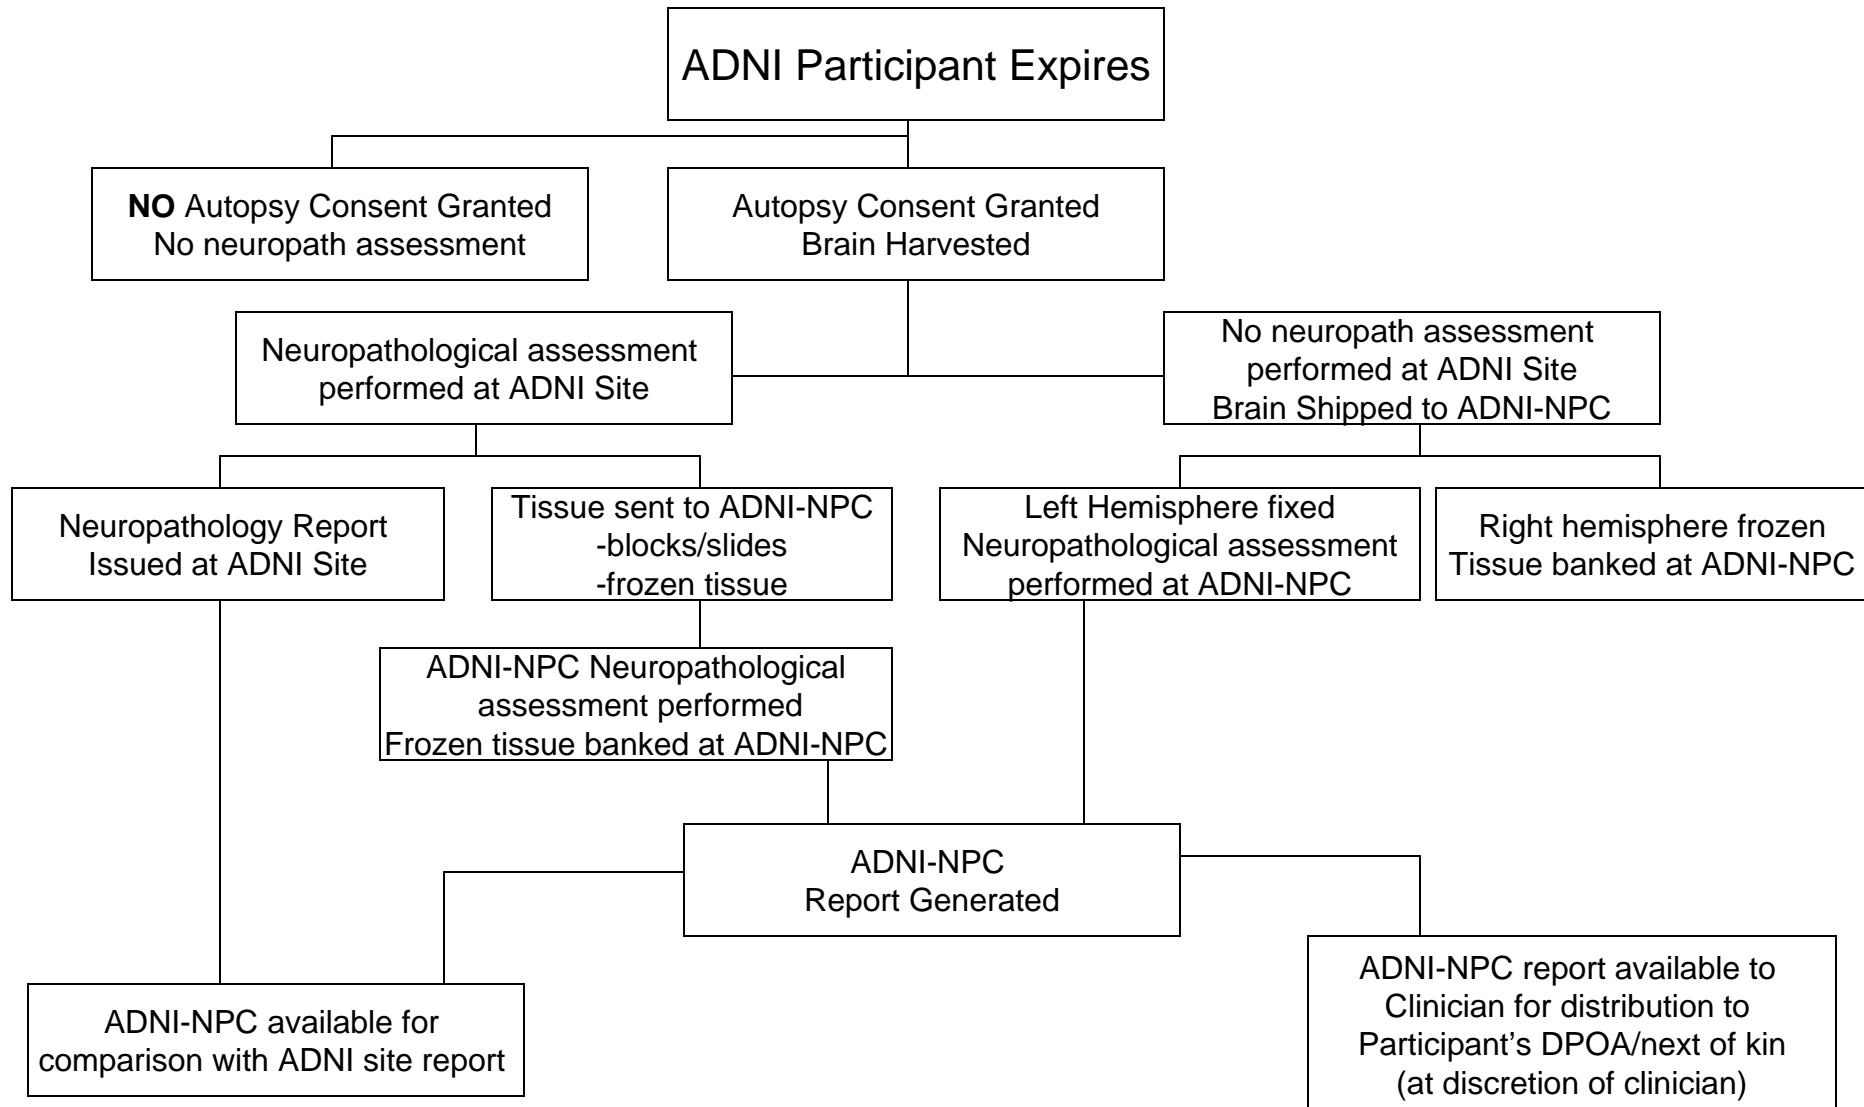 ADNI Participant Expires
NO Autopsy Consent Granted
No neuropath assessment
Autopsy Consent Granted
Brain Harvested
Neuropathological assessment
performed at ADNI Site
No neuropath assessment
performed at ADNI Site
Brain Shipped to ADNI-NPC
Neuropathology Report
Issued at ADNI Site
Tissue sent to ADNI-NPC
-blocks/slides
-frozen tissue
Left Hemisphere fixed
Neuropathological assessment
performed at ADNI-NPC
Right hemisphere frozen
Tissue banked at ADNI-NPC
ADNI-NPC Neuropathological
assessment performed
Frozen tissue banked at ADNI-NPC
ADNI-NPC
Report Generated
ADNI-NPC available for
comparison with ADNI site report
ADNI-NPC report available to
Clinician for distribution to
Participant's DPOA/next of kin
(at discretion of clinician)